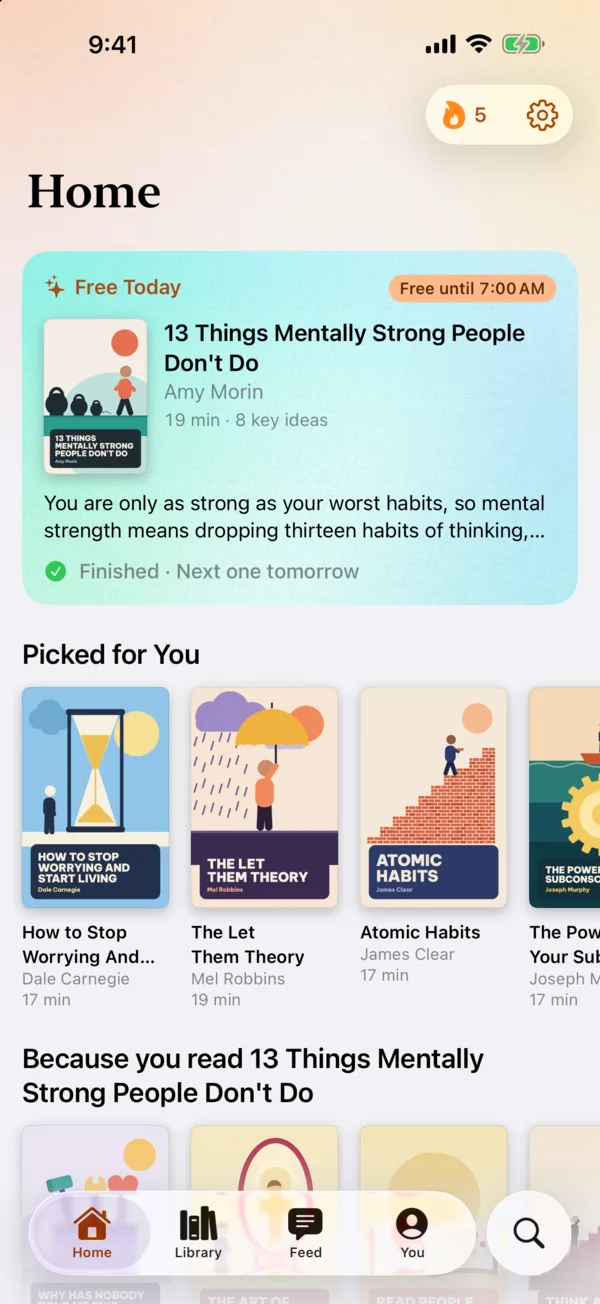 9:41
5
Home
Free Today
Free until 7:00 AM
13 Things Mentally Strong People
Don't Do
Amy Morin
19 min · 8 key ideas
13 THINGS
MENTALLY STRONG
PEOPLE DON'T DO
Amy Morin
You are only as strong as your worst habits, so mental
strength means dropping thirteen habits of thinking,...
Finished · Next one tomorrow
Picked for You
HOW TO STOP
WORRYING AND
START LIVING
Dale Carnegie
THE LET
THEM THEORY
Mel Robbins
ATOMIC
HABITS
James Clear
THE POWE
SUBCONSC
Joseph Murphy
How to Stop
Worrying And...
Dale Carnegie
17 min
The Let
Them Theory
Mel Robbins
19 min
Atomic Habits
James Clear
17 min
The Pow
Your Sub
Joseph M
17 min
Because you read 13 Things Mentally
Strong People Don't Do
Home
Library
Feed
You
WHY HAS NOBODY
THE ART OF
READ PEOPLE
THINK A